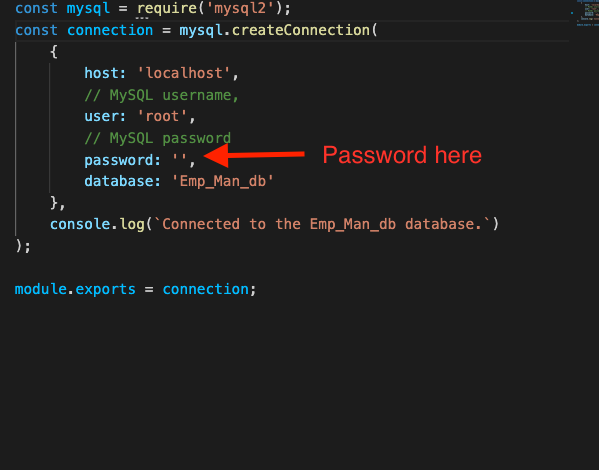 const mysql = require('mysql2');
const connection = mysql.createConnection(
{
host: 'localhost',
// MySQL username,
user: 'root',
// MySQL password
password: '', Password here
database: 'Emp_Man_db'
},
console.log(`Connected to the Emp_Man_db database.`)
);
module.exports = connection;